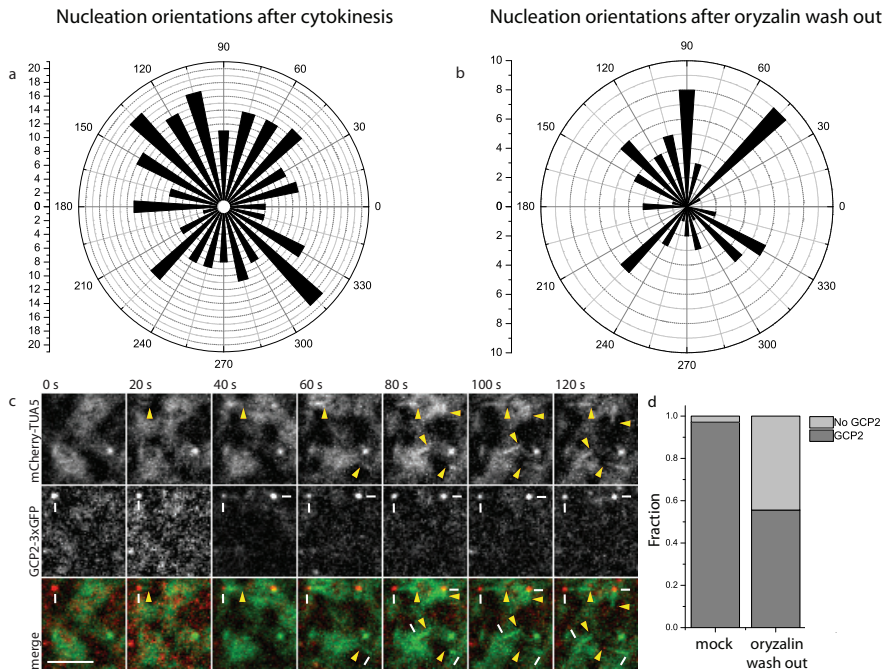 Nucleation orientations after cytokinesis
Nucleation orientations after oryzalin wash out
a
20
18
16
14
12
10
8
6
4
2
0
0
2
4
6
8
10
12
14
16
18
20
90
60
30
0
330
300
270
240
210
180
150
120
b
10
8
6
4
2
0
2
4
6
8
10
90
60
30
0
330
300
270
240
210
180
150
120
c
0 s
20 s
40 s
60 s
80 s
100 s
120 s
mCherry-TUA5
GCP2-3xGFP
merge
d
No GCP2
GCP2
Fraction
1.0
0.8
0.6
0.4
0.2
0.0
mock
oryzalin
wash out